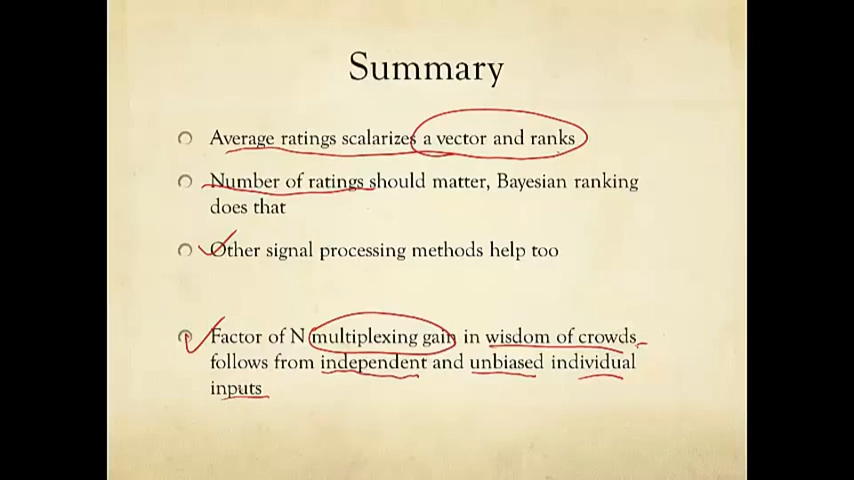 Summary
Average ratings scalarizes a vector and ranks
Number of ratings should matter, Bayesian ranking
does that
Other signal processing methods help too
Factor of N multiplexing gain in wisdom of crowds
follows from independent and unbiased individual
inputs